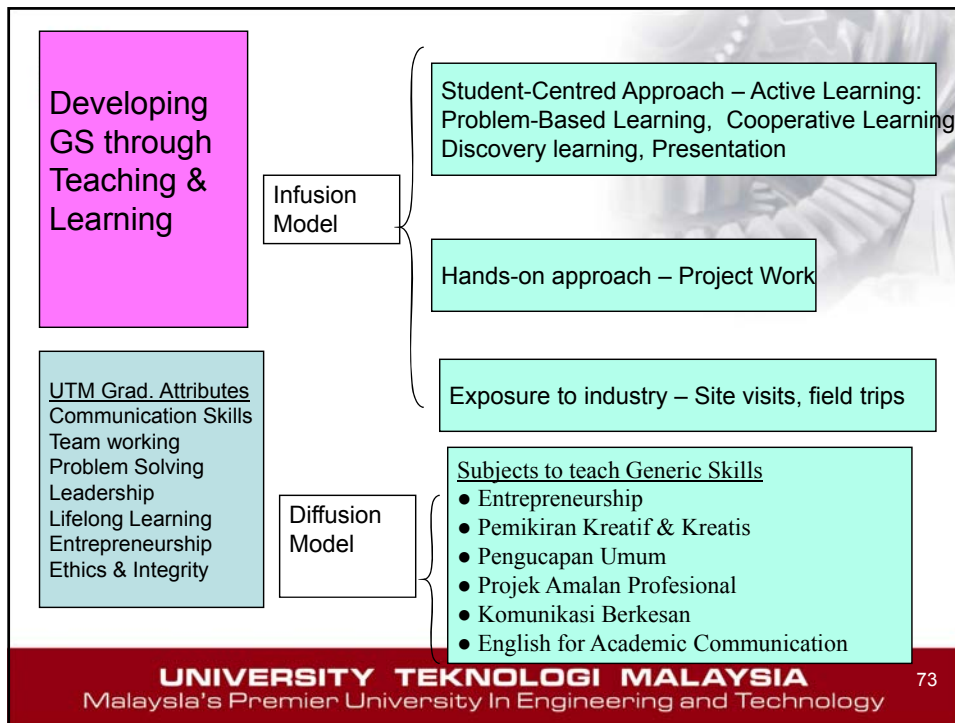 Developing
GS through
Teaching &
Learning
Infusion
Model
Student-Centred Approach – Active Learning:
Problem-Based Learning, Cooperative Learning
Discovery learning, Presentation
Hands-on approach – Project Work
Exposure to industry – Site visits, field trips
UTM Grad. Attributes
Communication Skills
Team working
Problem Solving
Leadership
Lifelong Learning
Entrepreneurship
Ethics & Integrity
Diffusion
Model
Subjects to teach Generic Skills
● Entrepreneurship
● Pemikiran Kreatif & Kreatis
● Pengucapan Umum
● Projek Amalan Profesional
● Komunikasi Berkesan
● English for Academic Communication
UNIVERSITY TEKNOLOGI MALAYSIA
Malaysla's Premier University In Engineering and Technology
73